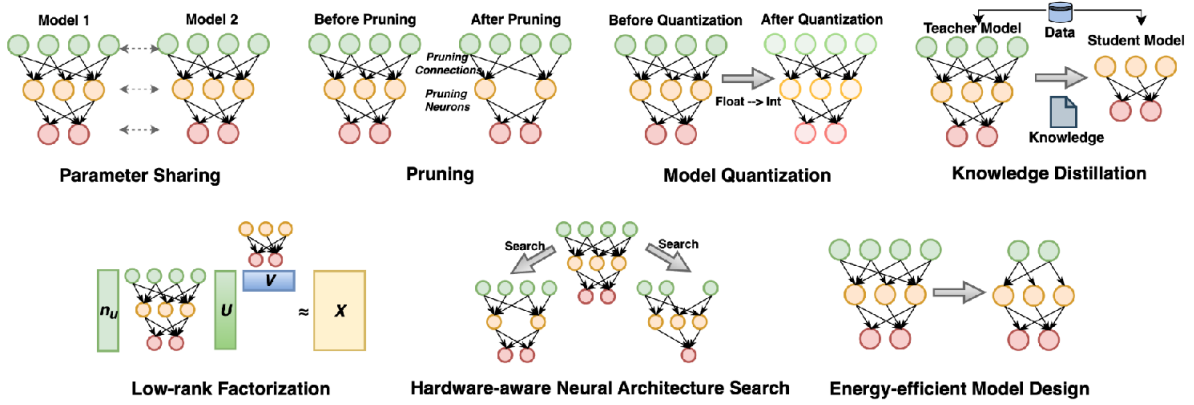 Model 1
Model 2
Parameter Sharing
Before Pruning
After Pruning
Pruning
Connections
Pruning
Neurons
Pruning
Before Quantization
After Quantization
Float --> Int
Model Quantization
Data
Teacher Model
Student Model
Knowledge
Knowledge Distillation
n_U
U
V
≈
X
Low-rank Factorization
Search
Search
Hardware-aware Neural Architecture Search
Energy-efficient Model Design